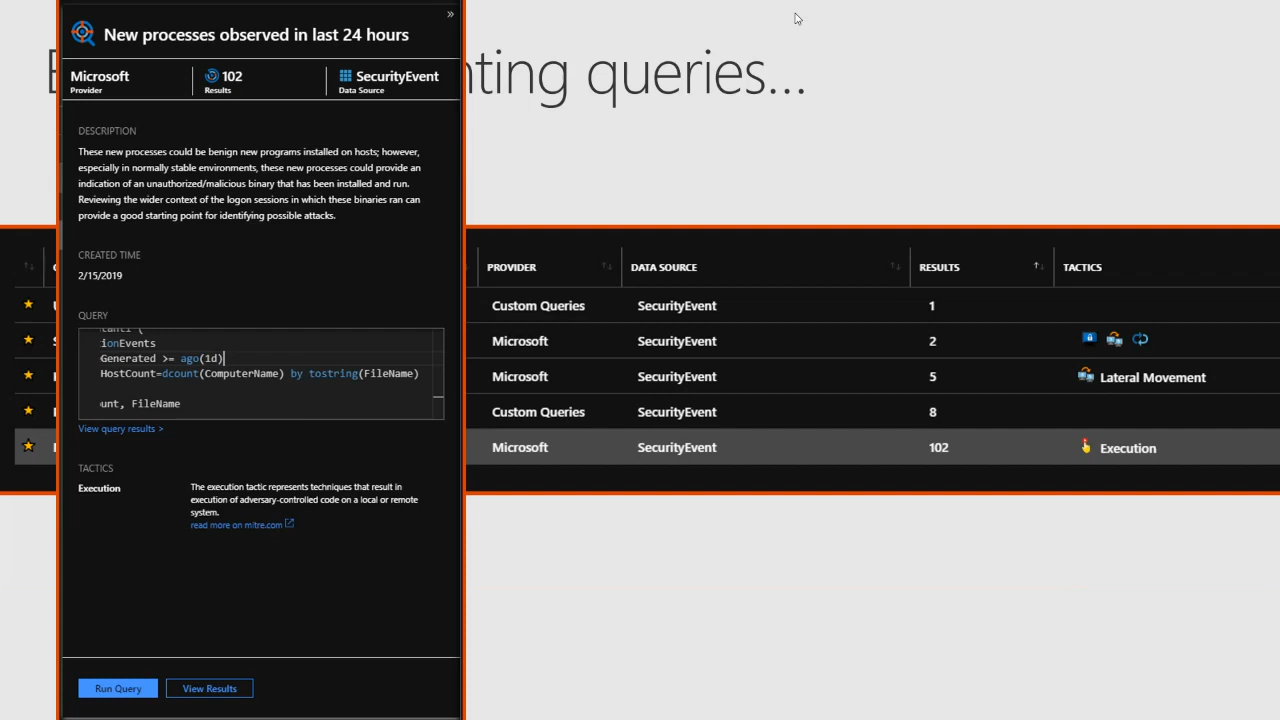 New processes observed in last 24 hours
nting queries...
Microsoft
Provider
102
Results
SecurityEvent
Data Source
DESCRIPTION
These new processes could be benign new programs installed on hosts; however,
especially in normally stable environments, these new processes could provide an
indication of an unauthorized/malicious binary that has been installed and run.
Reviewing the wider context of the logon sessions in which these binaries ran can
provide a good starting point for identifying possible attacks.
CREATED TIME
2/15/2019
QUERY
ionEvents
Generated >= ago(1d)
HostCount=dcount(ComputerName) by tostring(FileName)
unt, FileName
View query results >
TACTICS
Execution
The execution tactic represents techniques that result in
execution of adversary-controlled code on a local or remote
system.
read more on mitre.com
Run Query
View Results
PROVIDER DATA SOURCE RESULTS TACTICS
Custom Queries SecurityEvent 1
Microsoft SecurityEvent 2
Microsoft SecurityEvent 5 Lateral Movement
Custom Queries SecurityEvent 8
Microsoft SecurityEvent 102 Execution